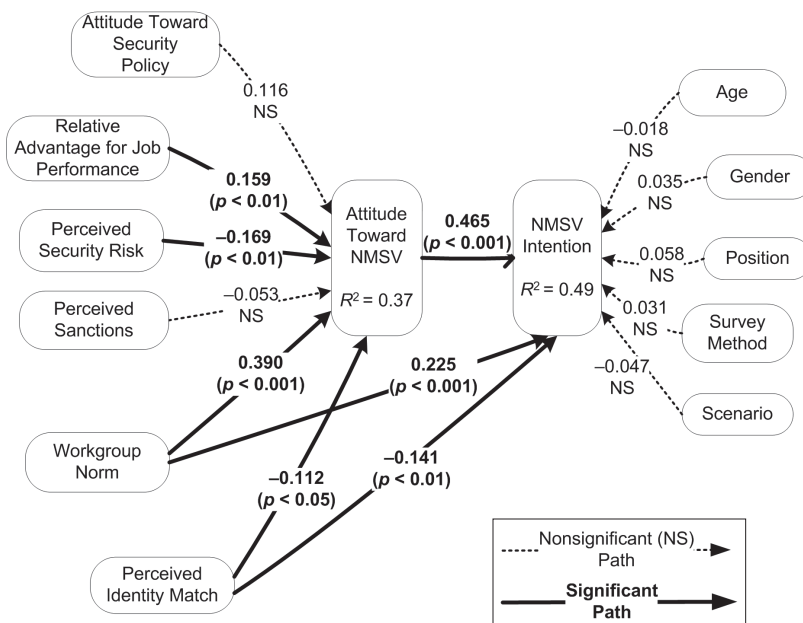 Attitude Toward
Security
Policy
0.116
NS
Relative
Advantage for Job
Performance
0.159
(p < 0.01)
Perceived
Security Risk
–0.169
(p < 0.01)
Perceived
Sanctions
–0.053
NS
Attitude
Toward
NMSV
R² = 0.37
0.465
(p < 0.001)
NMSV
Intention
R² = 0.49
Age
–0.018
NS
Gender
0.035
NS
Position
0.058
NS
Survey
Method
0.031
NS
Scenario
–0.047
NS
0.390
(p < 0.001)
0.225
(p < 0.001)
Workgroup
Norm
–0.112
(p < 0.05)
–0.141
(p < 0.01)
Perceived
Identity Match
Nonsignificant (NS)
Path
Significant
Path